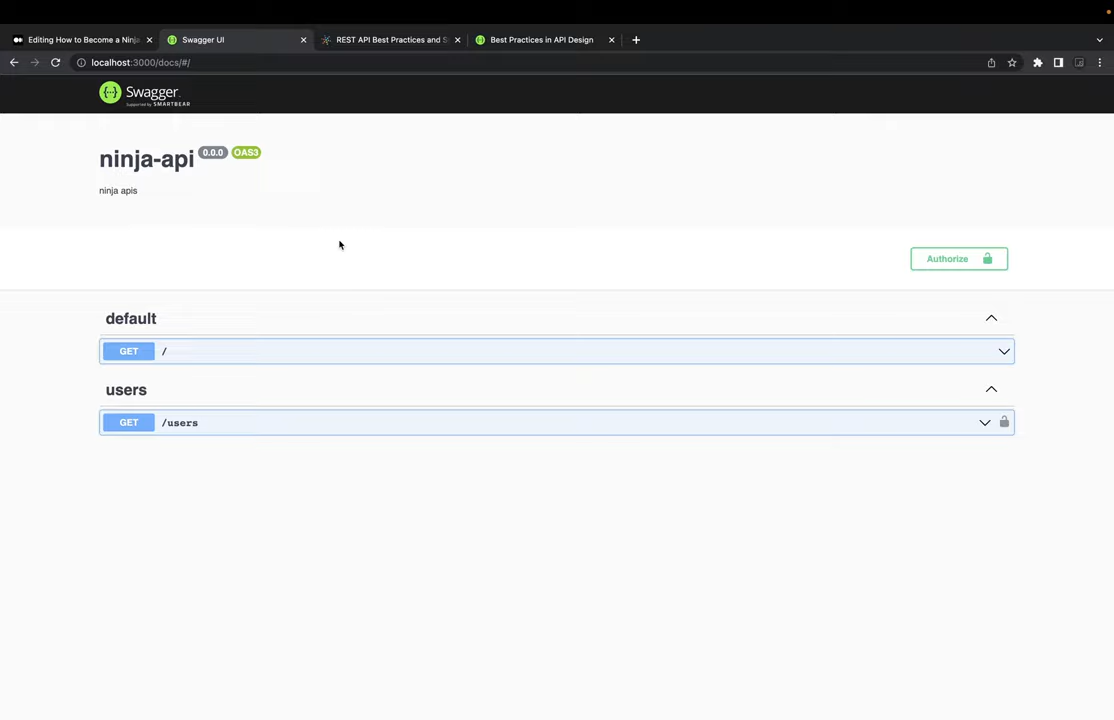 Editing How to Become a Ninja
Swagger UI
REST API Best Practices and S
Best Practices in API Design
localhost:3000/docs/#/
Swagger.
Supported by SMARTBEAR
ninja-api 0.0.0 OAS3
ninja apis
Authorize
default
GET /
users
GET /users